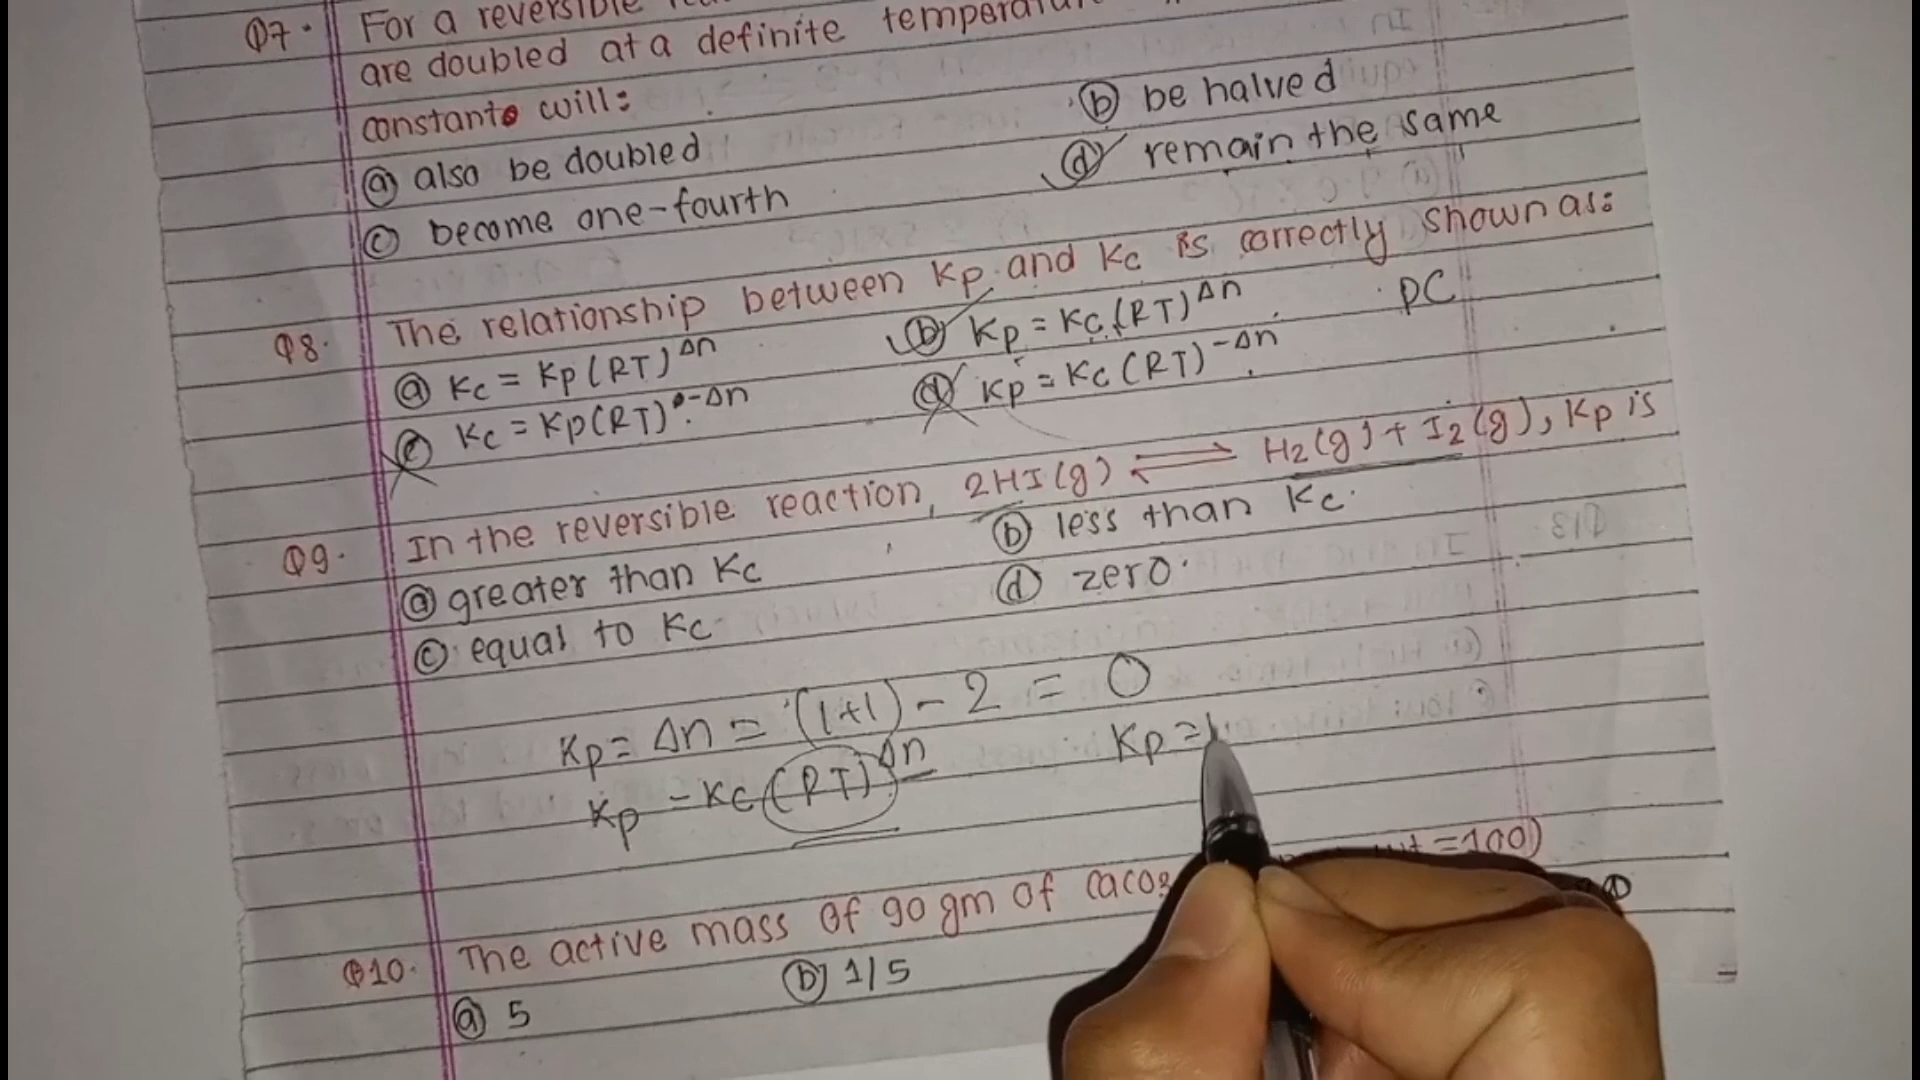 Q7. For a reversible
are doubled at a definite temperatur
constants will:
(a) also be doubled (b) be halved
(c) become one-fourth (d) remain the same
Q8. The relationship between Kp and Kc is correctly shown as:
(a) Kc = Kp(RT)^Δn (b) Kp = Kc.(RT)^Δn PC
(c) Kc = Kp(RT)^-Δn (d) Kp = Kc (RT)^-Δn
Q9. In the reversible reaction, 2HI(g) ⇌ H2(g) + I2(g), Kp is
(a) greater than Kc (b) less than Kc.
(c) equal to Kc. (d) zero.
Kp = Δn = (1+1) - 2 = 0
Kp = Kc (RT)^Δn Kp =
Q10. The active mass of 90 gm of CaCO3 wt = 100)
(a) 5 (b) 1/5